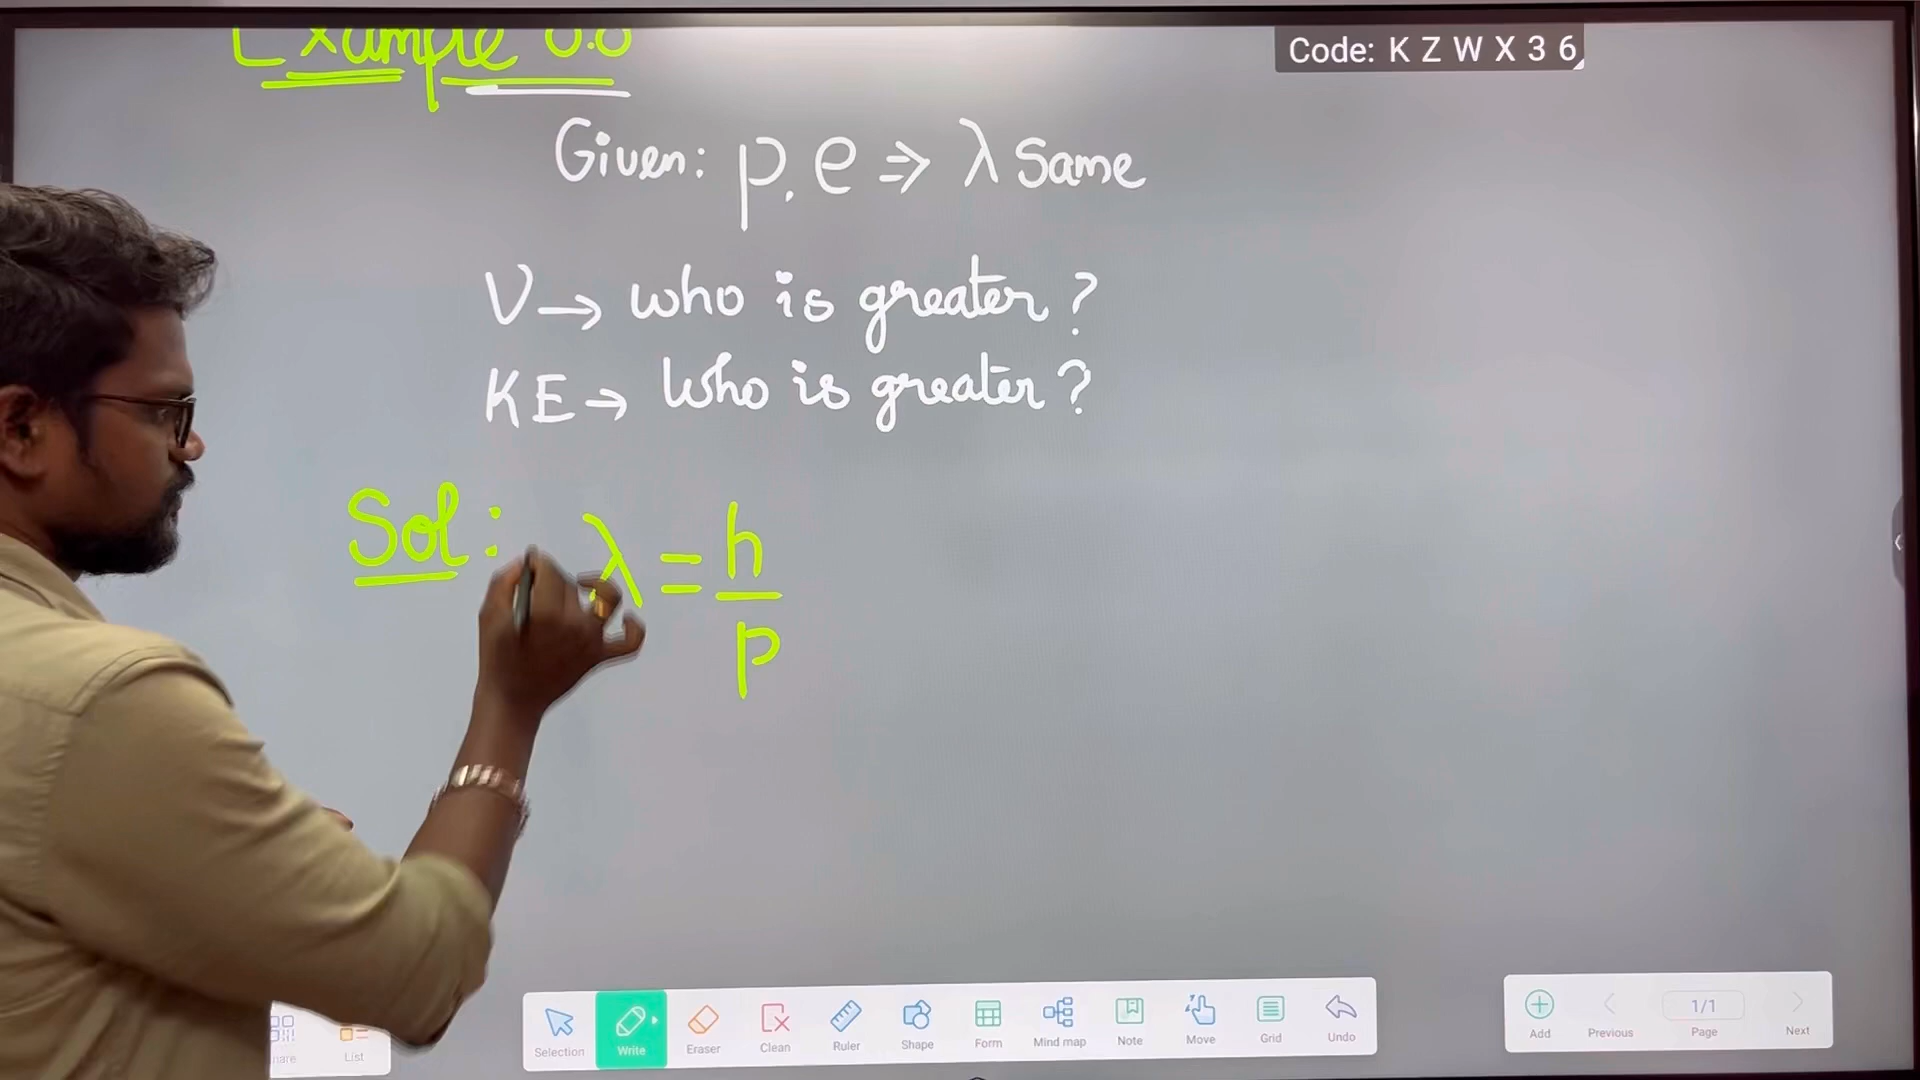 Example
Code: K Z W X 3 6
Given: p, e ⇒ λ Same
V → who is greater?
KE → Who is greater?
Sol: λ = h
p
Selection Write Eraser Clean Ruler Shape Form Mind map Note Move Grid Undo
Add Previous 1/1 Page Next
List